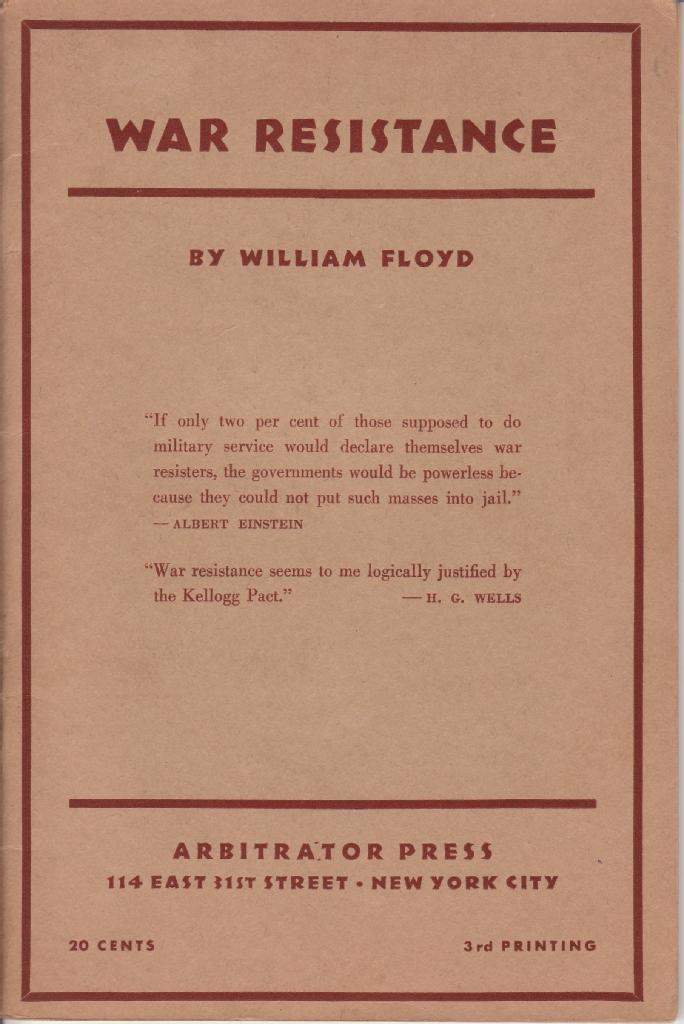 WAR RESISTANCE
BY WILLIAM FLOYD
“If only two per cent of those supposed to do
military service would declare themselves war
resisters, the governments would be powerless be-
cause they could not put such masses into jail.”
— ALBERT EINSTEIN
“War resistance seems to me logically justified by
the Kellogg Pact.” — H. G. WELLS
ARBITRATOR PRESS
114 EAST 31ST STREET • NEW YORK CITY
20 CENTS 3rd PRINTING